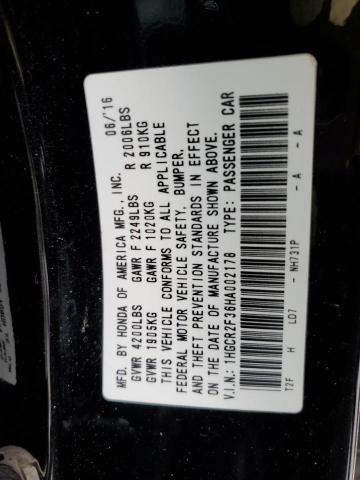 MFD. BY HONDA OF AMERICA MFG., INC. 06/'16
GVWR 4200LBS GAWR F 2249LBS R 2006LBS
GVWR 1905KG GAWR F 1020KG R 910KG
THIS VEHICLE CONFORMS TO ALL APPLICABLE
FEDERAL MOTOR VEHICLE SAFETY, BUMPER,
AND THEFT PREVENTION STANDARDS IN EFFECT
ON THE DATE OF MANUFACTURE SHOWN ABOVE.
V.I.N.: 1HGCR2F36HA002178 TYPE: PASSENGER CAR
T2F H LD7 - NH731P - A - A